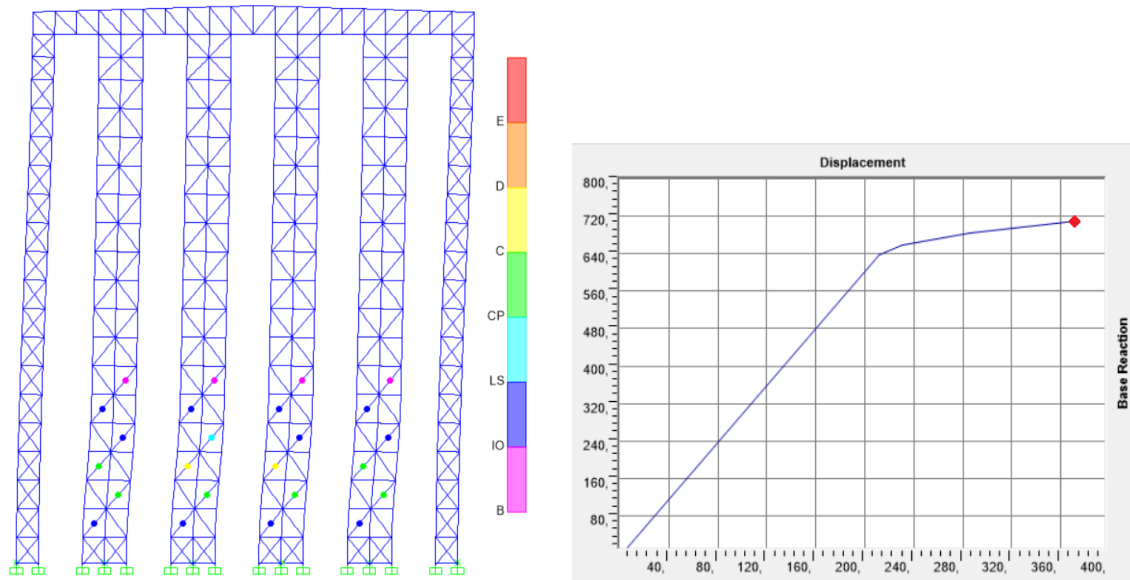 E
D
C
CP
LS
IO
B
Displacement
800,
720,
640,
560,
480,
400,
320,
240,
160,
80,
40, 80, 120, 160, 200, 240, 280, 320, 360, 400,
Base Reaction